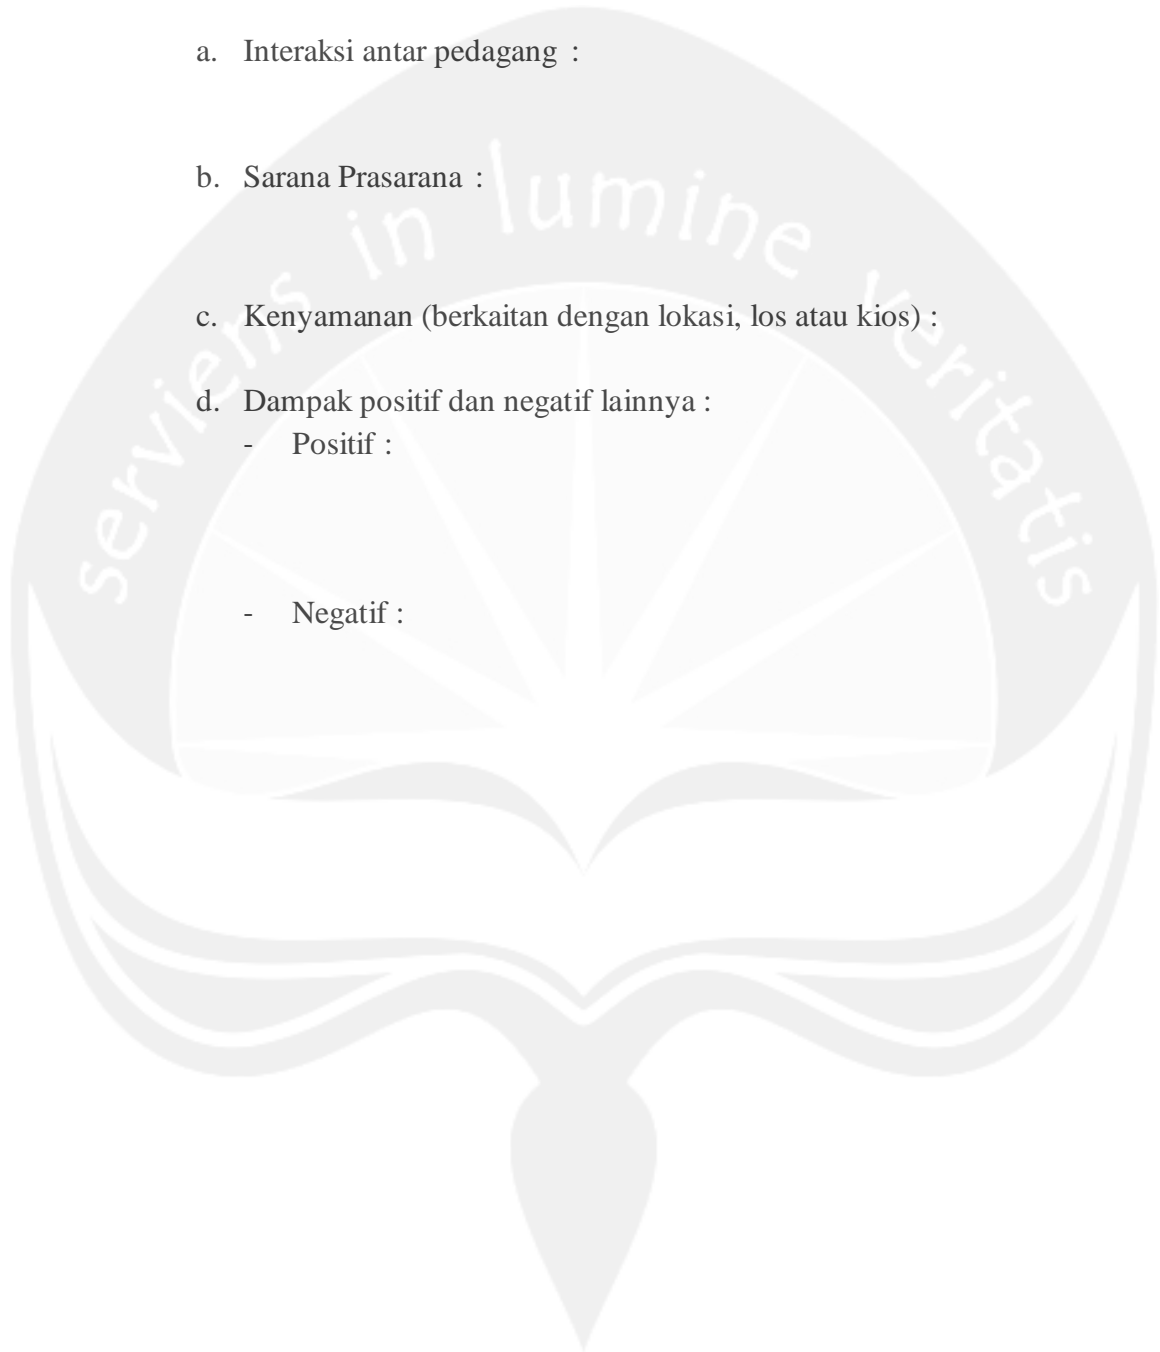 a. Interaksi antar pedagang :
b. Sarana Prasarana :
serviens in lumine veritatis
c. Kenyamanan (berkaitan dengan lokasi, los atau kios) :
d. Dampak positif dan negatif lainnya :
- Positif :
- Negatif :